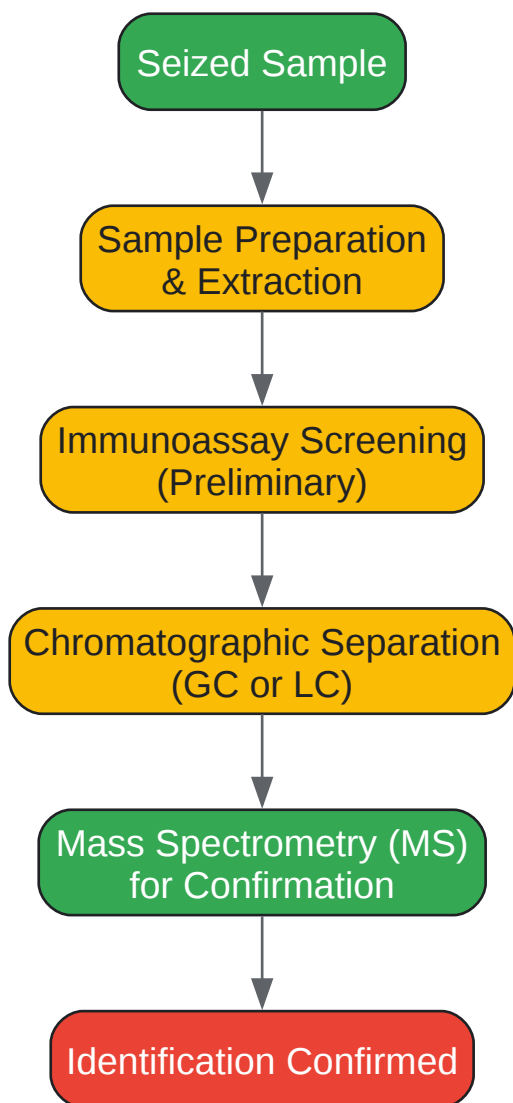 Seized Sample
Sample Preparation
& Extraction
Immunoassay Screening
(Preliminary)
Chromatographic Separation
(GC or LC)
Mass Spectrometry (MS)
for Confirmation
Identification Confirmed